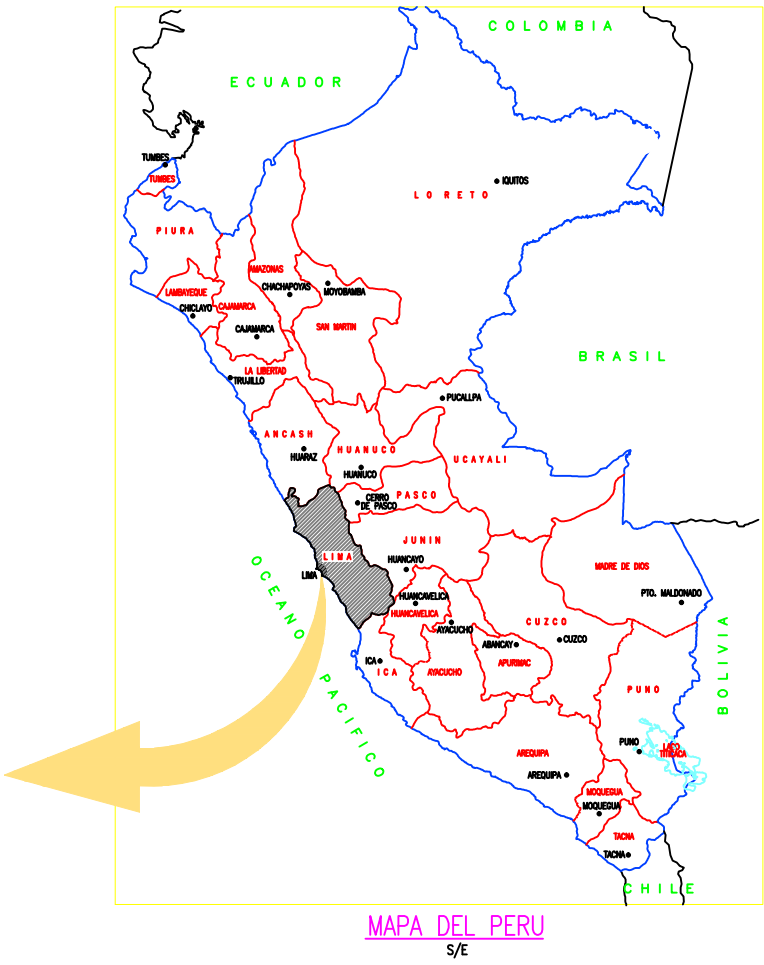 COLOMBIA
ECUADOR
TUMBES
TUMBES
IQUITOS
LORETO
PIURA
AMAZONAS
CHACHAPOYAS
MOYOBAMBA
LAMBAYEQUE
CHICLAYO
CAJAMARCA
CAJAMARCA
SAN MARTIN
BRASIL
LA LIBERTAD
TRUJILLO
PUCALLPA
ANCASH
HUARAZ
HUANUCO
HUANUCO
UCAYALI
PASCO
CERRO
DE PASCO
JUNIN
LIMA
LIMA
HUANCAYO
MADRE DE DIOS
PTO. MALDONADO
HUANCAVELICA
HUANCAVELICA
OCEANO PACIFICO
AYACUCHO
CUZCO
CUZCO
ABANCAY
APURIMAC
BOLIVIA
ICA
ICA
AYACUCHO
PUNO
PUNO
LAGO
TITICACA
AREQUIPA
AREQUIPA
MOQUEGUA
MOQUEGUA
TACNA
TACNA
CHILE
MAPA DEL PERU
S/E